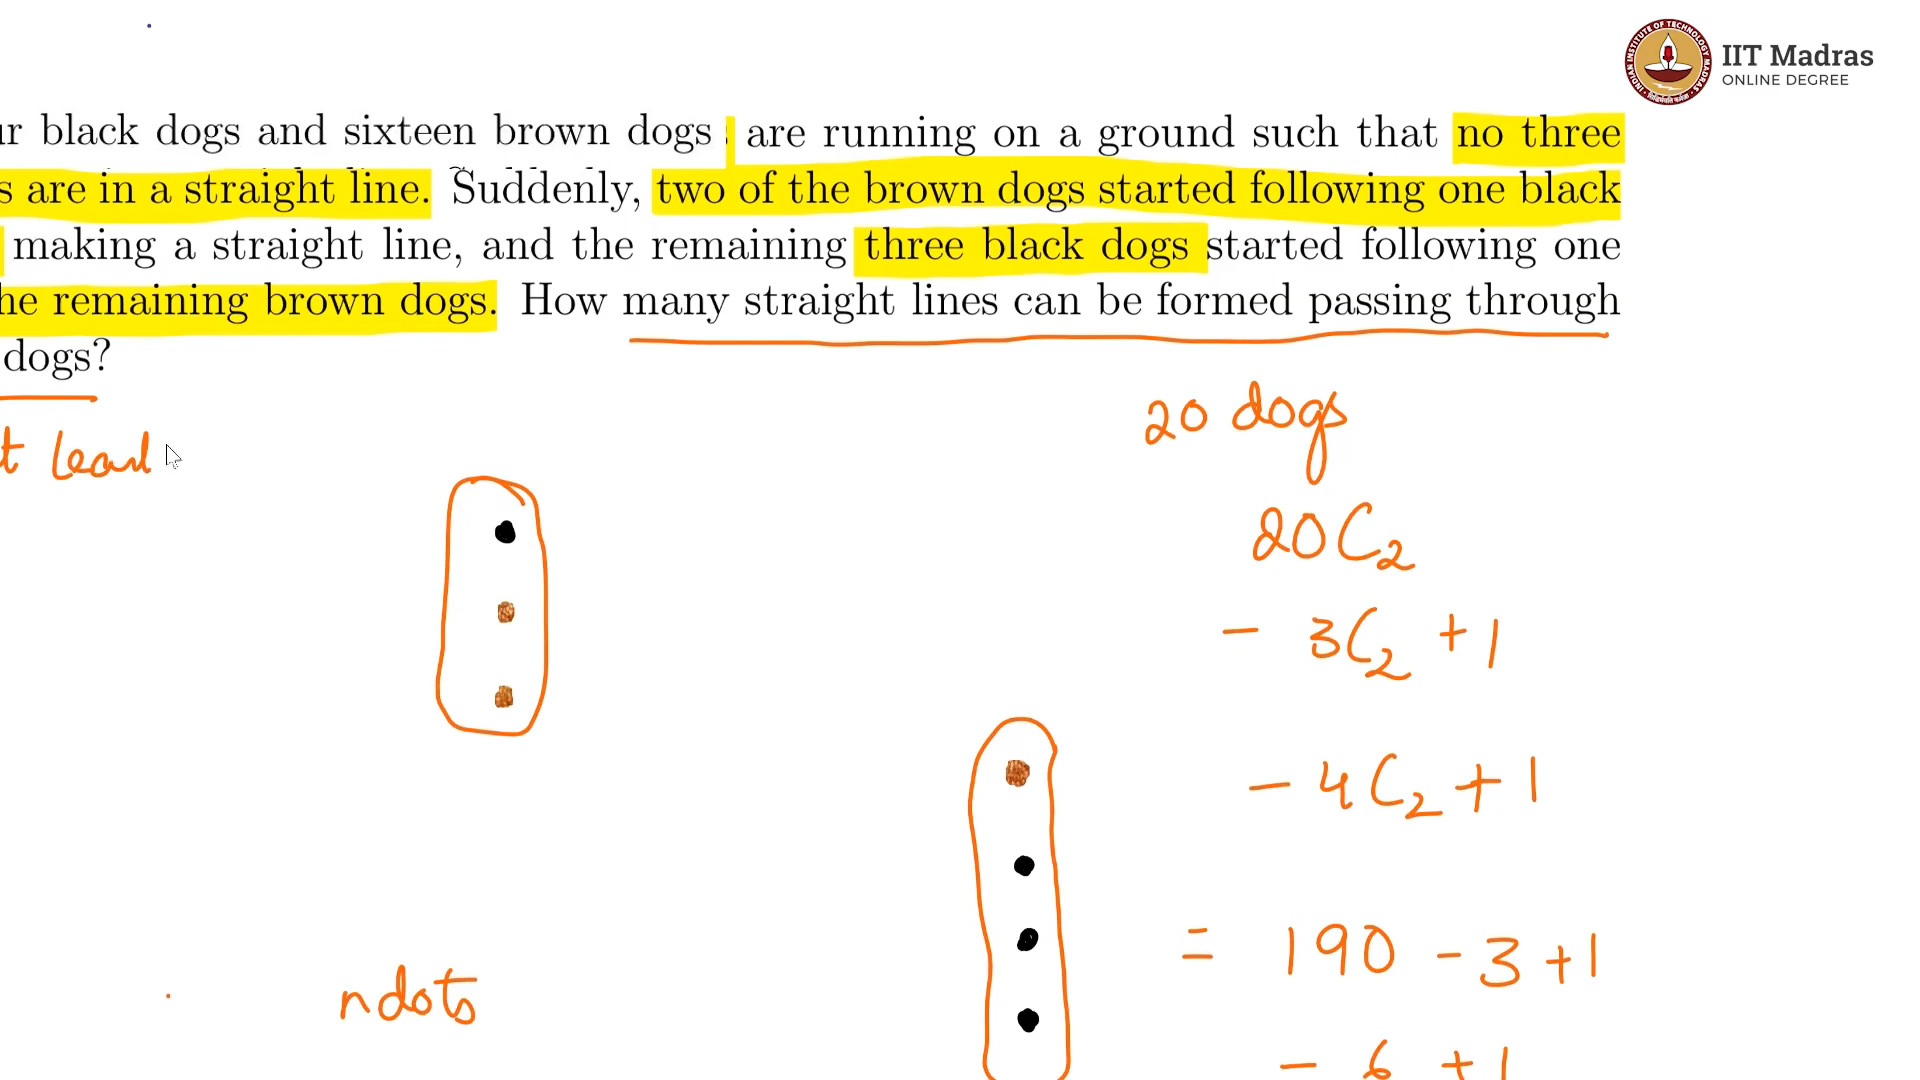 IIT Madras
ONLINE DEGREE
ur black dogs and sixteen brown dogs are running on a ground such that no three
s are in a straight line. Suddenly, two of the brown dogs started following one black
making a straight line, and the remaining three black dogs started following one
he remaining brown dogs. How many straight lines can be formed passing through
dogs?
20 dogs
t least
20C₂
- 3C₂ + 1
- 4C₂ + 1
= 190 - 3 + 1
ndots
- 6 + 1